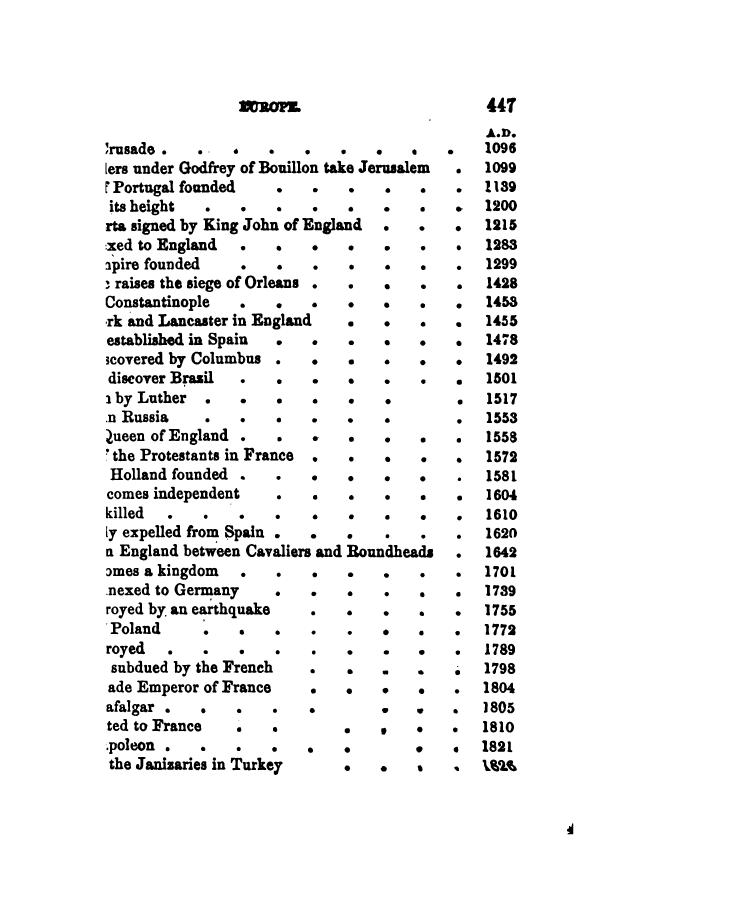 EUROPE. 447
A.D.
rusade . . . . . . . . . 1096
ers under Godfrey of Bouillon take Jerusalem . 1099
f Portugal founded . . . . . . 1139
its height . . . . . . . . 1200
rta signed by King John of England . . . 1215
xed to England . . . . . . . 1283
pire founded . . . . . . . 1299
e raises the siege of Orleans . . . . . 1428
Constantinople . . . . . . . 1453
rk and Lancaster in England . . . . 1455
established in Spain . . . . . . 1478
scovered by Columbus . . . . . . 1492
discover Brazil . . . . . . . 1501
n by Luther . . . . . . . 1517
n Russia . . . . . . . 1553
Queen of England . . . . . . . 1558
f the Protestants in France . . . . . 1572
Holland founded . . . . . . . 1581
comes independent . . . . . . 1604
killed . . . . . . . . . 1610
ly expelled from Spain . . . . . . 1620
n England between Cavaliers and Roundheads . 1642
omes a kingdom . . . . . . . 1701
nexed to Germany . . . . . . 1739
royed by an earthquake . . . . . 1755
Poland . . . . . . . . 1772
royed . . . . . . . . . 1789
subdued by the French . . . . . 1798
ade Emperor of France . . . . . 1804
afalgar . . . . . . . . 1805
ted to France . . . . . . 1810
poleon . . . . . . . . 1821
the Janizaries in Turkey . . . . 1826